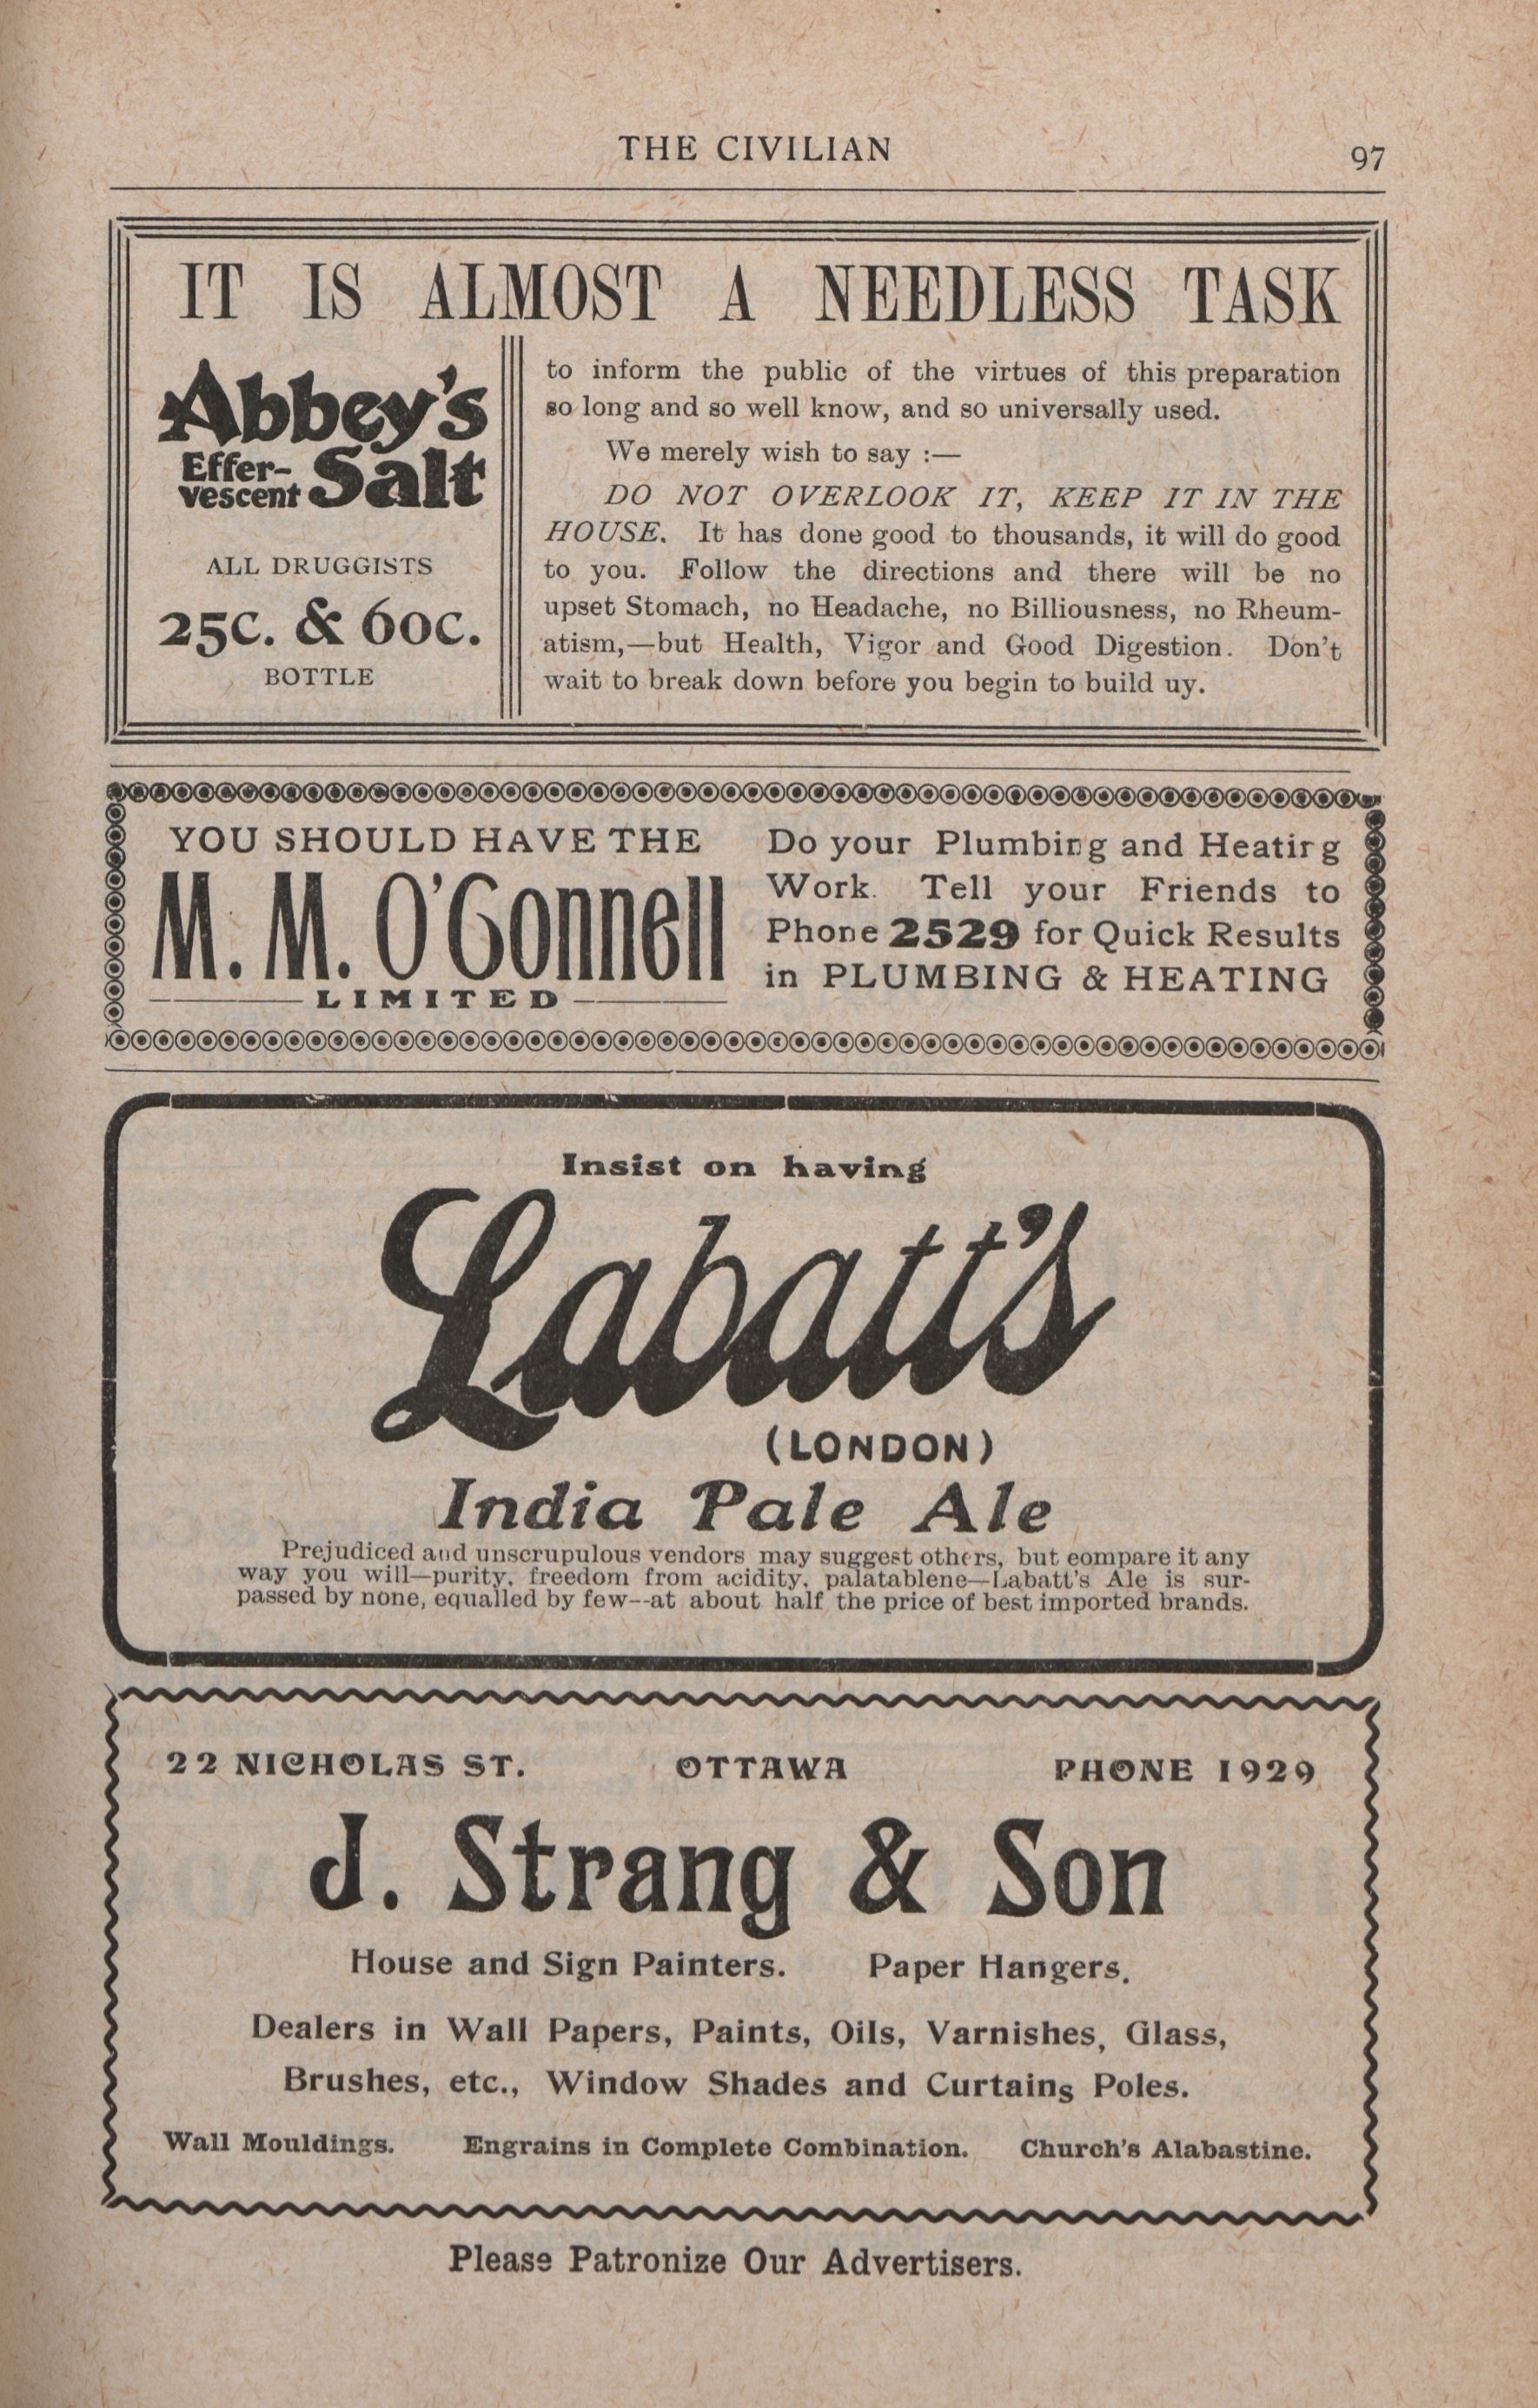 THE CIVILIAN
97
IT IS ALMOST A NEEDLESS TASK
Abbey's
Effer-
vescent Salt
ALL DRUGGISTS
25C. & 60C.
BOTTLE
to inform the public of the virtues of this preparation
so long and so well know, and so universally used.
We merely wish to say :—
DO NOT OVERLOOK IT, KEEP IT IN THE
HOUSE. It has done good to thousands, it will do good
to you. Follow the directions and there will be no
upset Stomach, no Headache, no Billiousness, no Rheum-
atism,—but Health, Vigor and Good Digestion. Don't
wait to break down before you begin to build uy.
YOU SHOULD HAVE THE
M. M. O'Connell
LIMITED
Do your Plumbing and Heating
Work. Tell your Friends to
Phone 2529 for Quick Results
in PLUMBING & HEATING
Insist on having
Labatt's
(LONDON)
India Pale Ale
Prejudiced and unscrupulous vendors may suggest others, but eompare it any
way you will—purity, freedom from acidity, palatablene—Labatt's Ale is sur-
passed by none, equalled by few--at about half the price of best imported brands.
22 NICHOLAS ST. OTTAWA PHONE 1929
J. Strang & Son
House and Sign Painters. Paper Hangers.
Dealers in Wall Papers, Paints, Oils, Varnishes, Glass,
Brushes, etc., Window Shades and Curtains Poles.
Wall Mouldings. Engrains in Complete Combination. Church's Alabastine.
Please Patronize Our Advertisers.